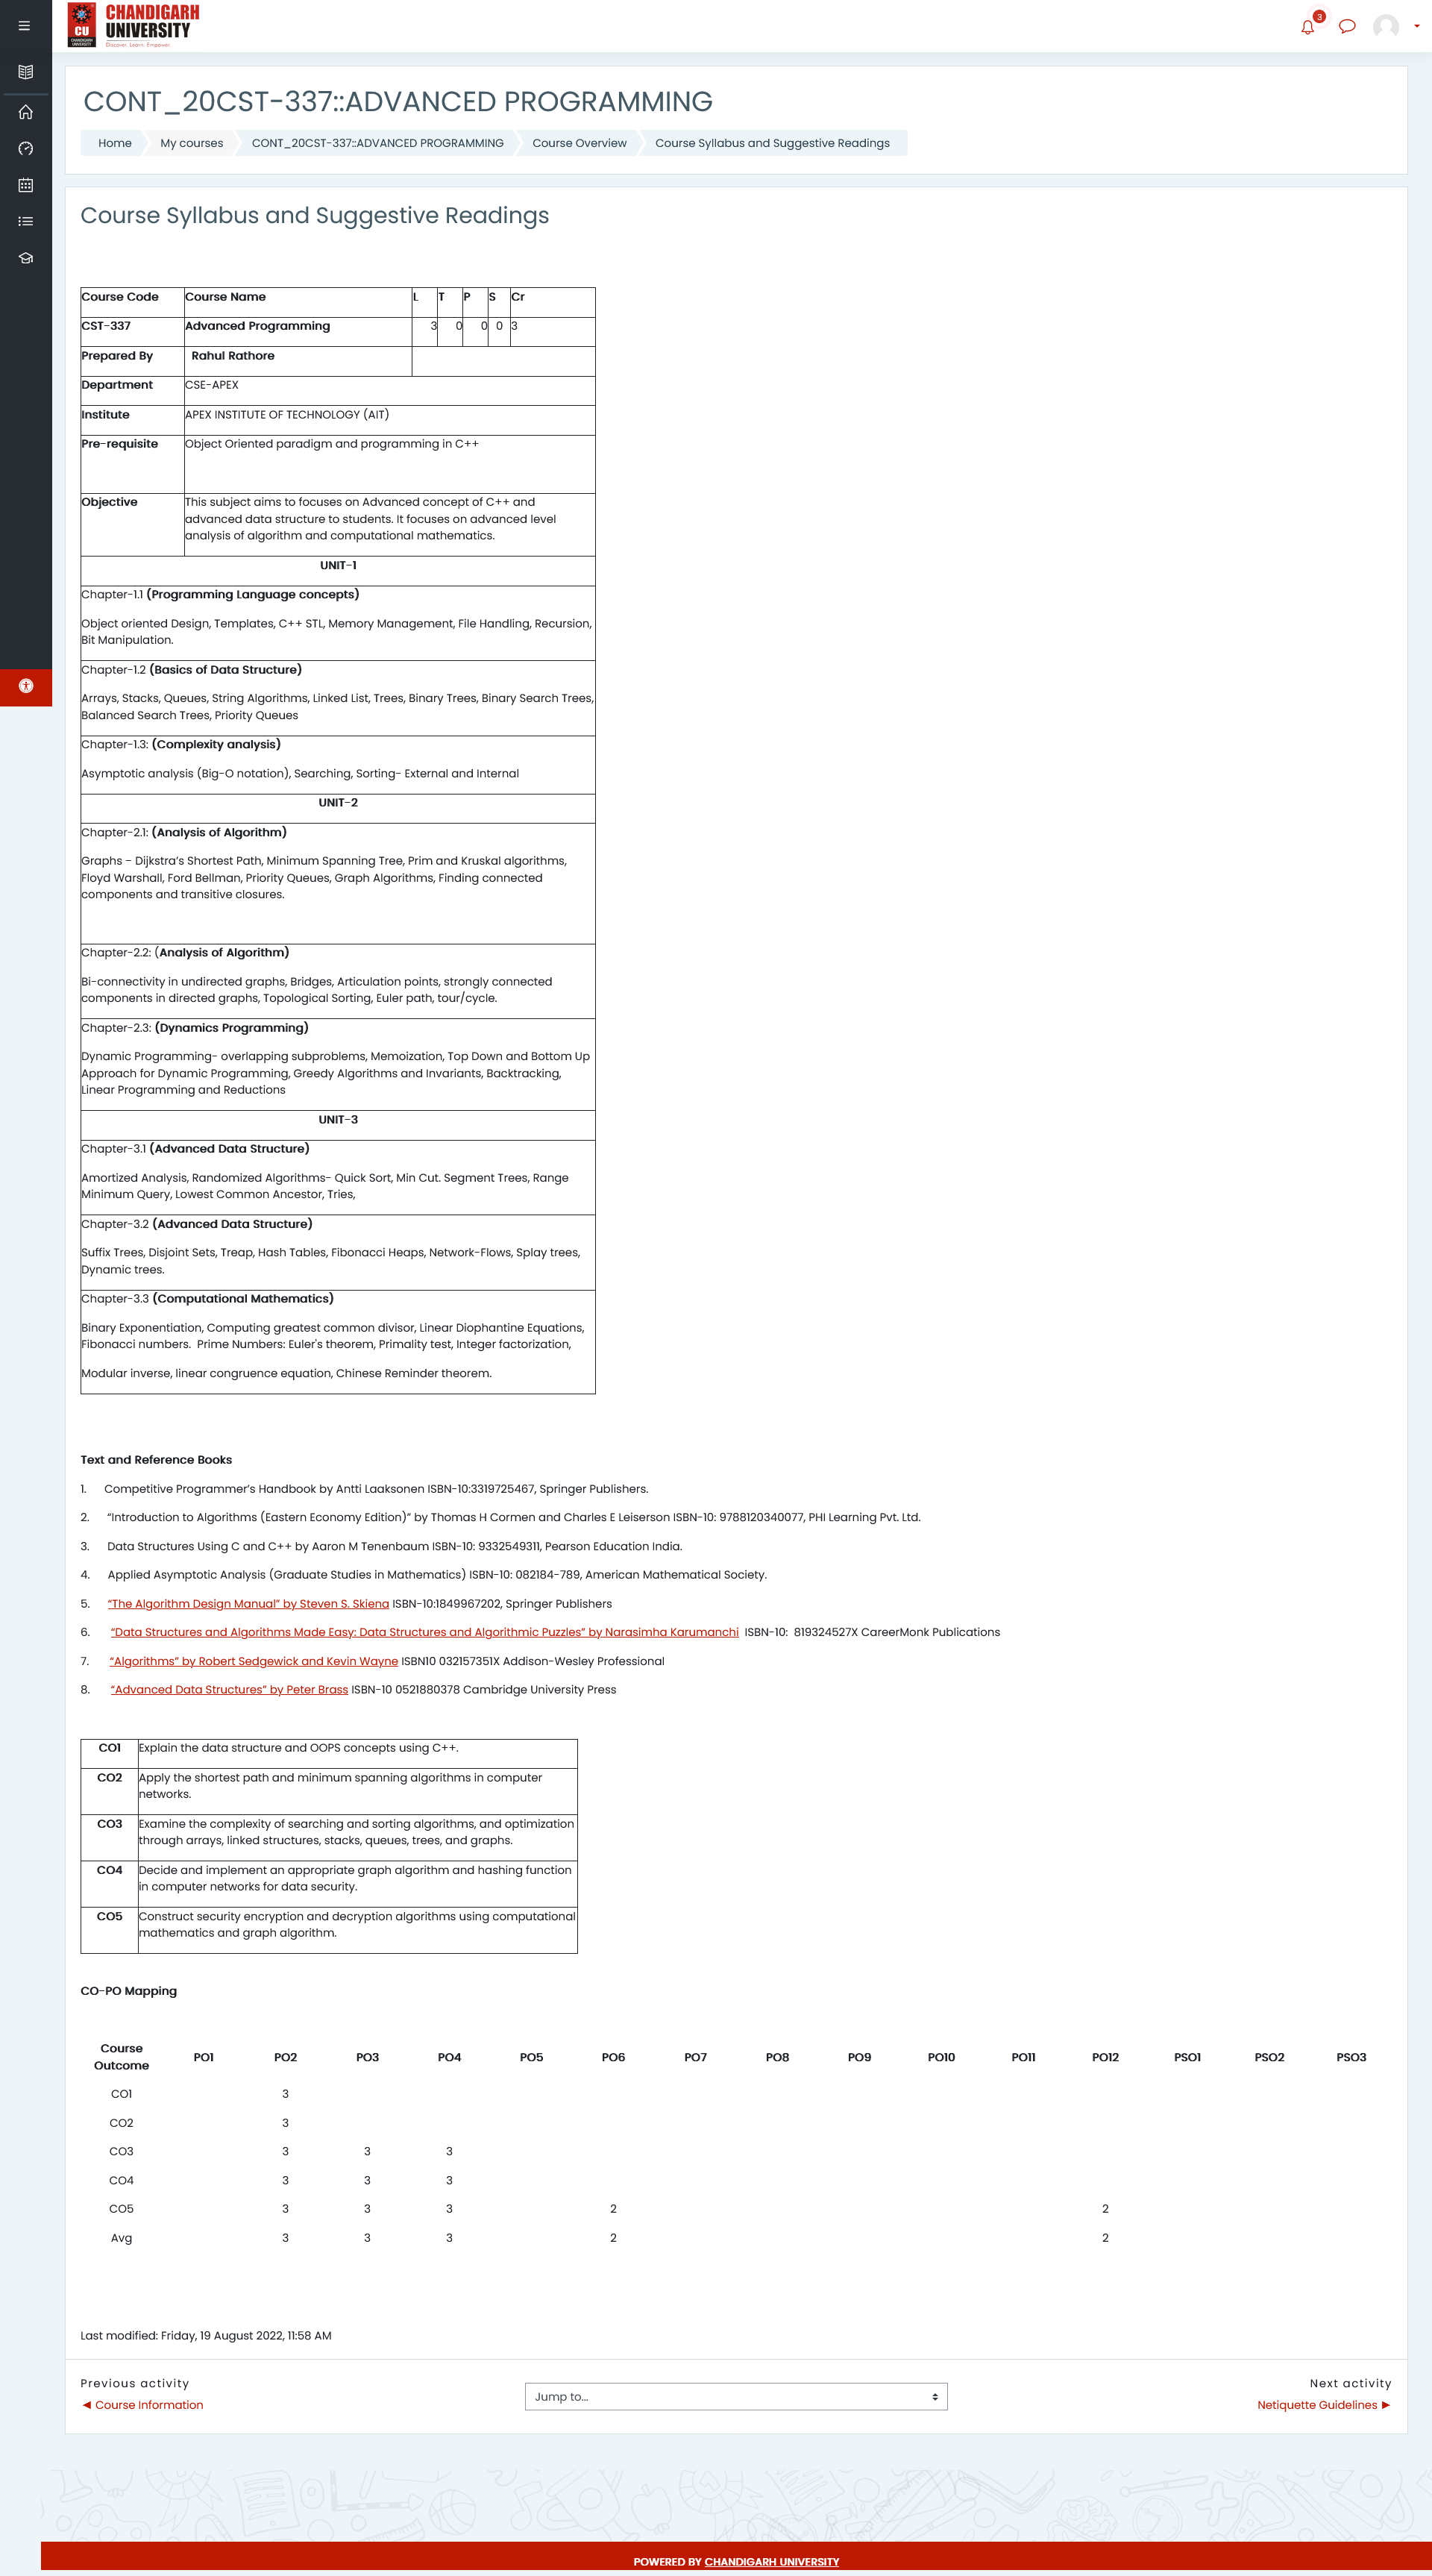 CU
CHANDIGARH
UNIVERSITY
CHANDIGARH
UNIVERSITY
Discover. Learn. Empower.
3
CONT_20CST-337::ADVANCED PROGRAMMING
Home My courses CONT_20CST-337::ADVANCED PROGRAMMING Course Overview Course Syllabus and Suggestive Readings
Course Syllabus and Suggestive Readings
Course Code Course Name L T P S Cr
CST-337 Advanced Programming 3 0 0 0 3
Prepared By Rahul Rathore
Department CSE-APEX
Institute APEX INSTITUTE OF TECHNOLOGY (AIT)
Pre-requisite Object Oriented paradigm and programming in C++
Objective This subject aims to focuses on Advanced concept of C++ and
advanced data structure to students. It focuses on advanced level
analysis of algorithm and computational mathematics.
UNIT-1
Chapter-1.1 (Programming Language concepts)
Object oriented Design, Templates, C++ STL, Memory Management, File Handling, Recursion,
Bit Manipulation.
Chapter-1.2 (Basics of Data Structure)
Arrays, Stacks, Queues, String Algorithms, Linked List, Trees, Binary Trees, Binary Search Trees,
Balanced Search Trees, Priority Queues
Chapter-1.3: (Complexity analysis)
Asymptotic analysis (Big-O notation), Searching, Sorting- External and Internal
UNIT-2
Chapter-2.1: (Analysis of Algorithm)
Graphs – Dijkstra’s Shortest Path, Minimum Spanning Tree, Prim and Kruskal algorithms,
Floyd Warshall, Ford Bellman, Priority Queues, Graph Algorithms, Finding connected
components and transitive closures.
Chapter-2.2: (Analysis of Algorithm)
Bi-connectivity in undirected graphs, Bridges, Articulation points, strongly connected
components in directed graphs, Topological Sorting, Euler path, tour/cycle.
Chapter-2.3: (Dynamics Programming)
Dynamic Programming- overlapping subproblems, Memoization, Top Down and Bottom Up
Approach for Dynamic Programming, Greedy Algorithms and Invariants, Backtracking,
Linear Programming and Reductions
UNIT-3
Chapter-3.1 (Advanced Data Structure)
Amortized Analysis, Randomized Algorithms- Quick Sort, Min Cut. Segment Trees, Range
Minimum Query, Lowest Common Ancestor, Tries,
Chapter-3.2 (Advanced Data Structure)
Suffix Trees, Disjoint Sets, Treap, Hash Tables, Fibonacci Heaps, Network-Flows, Splay trees,
Dynamic trees.
Chapter-3.3 (Computational Mathematics)
Binary Exponentiation, Computing greatest common divisor, Linear Diophantine Equations,
Fibonacci numbers. Prime Numbers: Euler's theorem, Primality test, Integer factorization,
Modular inverse, linear congruence equation, Chinese Reminder theorem.
Text and Reference Books
1. Competitive Programmer’s Handbook by Antti Laaksonen ISBN-10:3319725467, Springer Publishers.
2. “Introduction to Algorithms (Eastern Economy Edition)” by Thomas H Cormen and Charles E Leiserson ISBN-10: 9788120340077, PHI Learning Pvt. Ltd.
3. Data Structures Using C and C++ by Aaron M Tenenbaum ISBN-10: 9332549311, Pearson Education India.
4. Applied Asymptotic Analysis (Graduate Studies in Mathematics) ISBN-10: 082184-789, American Mathematical Society.
5. “The Algorithm Design Manual” by Steven S. Skiena ISBN-10:1849967202, Springer Publishers
6. “Data Structures and Algorithms Made Easy: Data Structures and Algorithmic Puzzles” by Narasimha Karumanchi ISBN-10: 819324527X CareerMonk Publications
7. “Algorithms” by Robert Sedgewick and Kevin Wayne ISBN10 032157351X Addison-Wesley Professional
8. “Advanced Data Structures” by Peter Brass ISBN-10 0521880378 Cambridge University Press
CO1 Explain the data structure and OOPS concepts using C++.
CO2 Apply the shortest path and minimum spanning algorithms in computer
networks.
CO3 Examine the complexity of searching and sorting algorithms, and optimization
through arrays, linked structures, stacks, queues, trees, and graphs.
CO4 Decide and implement an appropriate graph algorithm and hashing function
in computer networks for data security.
CO5 Construct security encryption and decryption algorithms using computational
mathematics and graph algorithm.
CO-PO Mapping
Course
Outcome PO1 PO2 PO3 PO4 PO5 PO6 PO7 PO8 PO9 PO10 PO11 PO12 PSO1 PSO2 PSO3
CO1 3
CO2 3
CO3 3 3 3
CO4 3 3 3
CO5 3 3 3 2 2
Avg 3 3 3 2 2
Last modified: Friday, 19 August 2022, 11:58 AM
Previous activity
◄ Course Information
Jump to...
Next activity
Netiquette Guidelines ►
POWERED BY CHANDIGARH UNIVERSITY